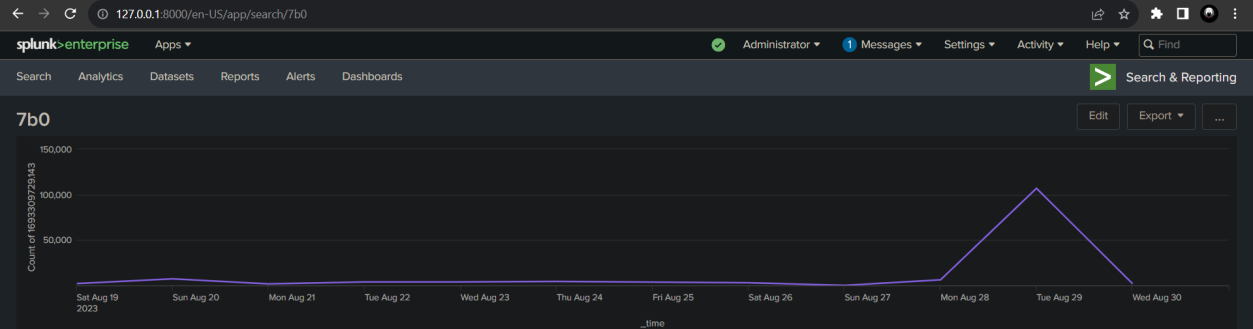 127.0.0.1:8000/en-US/app/search/7b0
splunk>enterprise Apps Administrator 1 Messages Settings Activity Help Find
Search Analytics Datasets Reports Alerts Dashboards Search & Reporting
7b0 Edit Export ...
150,000
100,000
50,000
Count of 1693309729.143
Sat Aug 19 Sun Aug 20 Mon Aug 21 Tue Aug 22 Wed Aug 23 Thu Aug 24 Fri Aug 25 Sat Aug 26 Sun Aug 27 Mon Aug 28 Tue Aug 29 Wed Aug 30
2023
_time